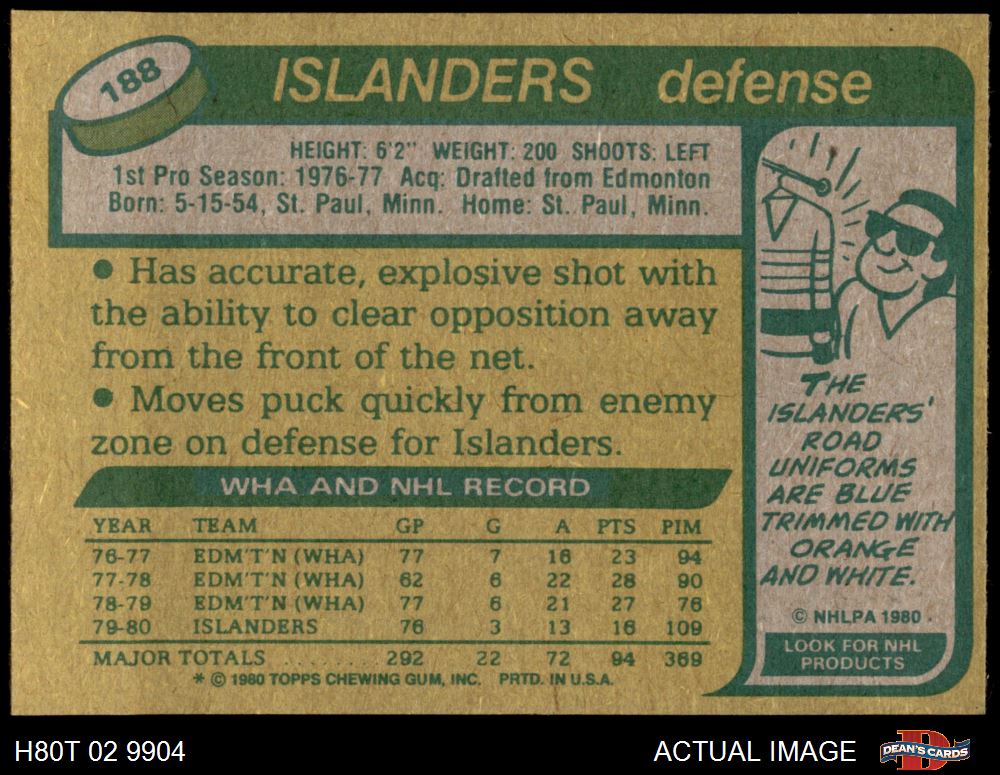 188
ISLANDERS defense
HEIGHT: 6'2" WEIGHT: 200 SHOOTS: LEFT
1st Pro Season: 1976-77 Acq: Drafted from Edmonton
Born: 5-15-54, St. Paul, Minn. Home: St. Paul, Minn.
• Has accurate, explosive shot with
the ability to clear opposition away
from the front of the net.
• Moves puck quickly from enemy
zone on defense for Islanders.
WHA AND NHL RECORD
YEAR TEAM GP G A PTS PIM
76-77 EDM'T'N (WHA) 77 7 16 23 94
77-78 EDM'T'N (WHA) 62 6 22 28 90
78-79 EDM'T'N (WHA) 77 6 21 27 76
79-80 ISLANDERS 76 3 13 16 109
MAJOR TOTALS ........ 292 22 72 94 369
* © 1980 TOPPS CHEWING GUM, INC. PRTD. IN U.S.A.
THE
ISLANDERS'
ROAD
UNIFORMS
ARE BLUE
TRIMMED WITH
ORANGE
AND WHITE.
© NHLPA 1980
LOOK FOR NHL
PRODUCTS
H80T 02 9904
ACTUAL IMAGE
D
DEAN'S CARDS